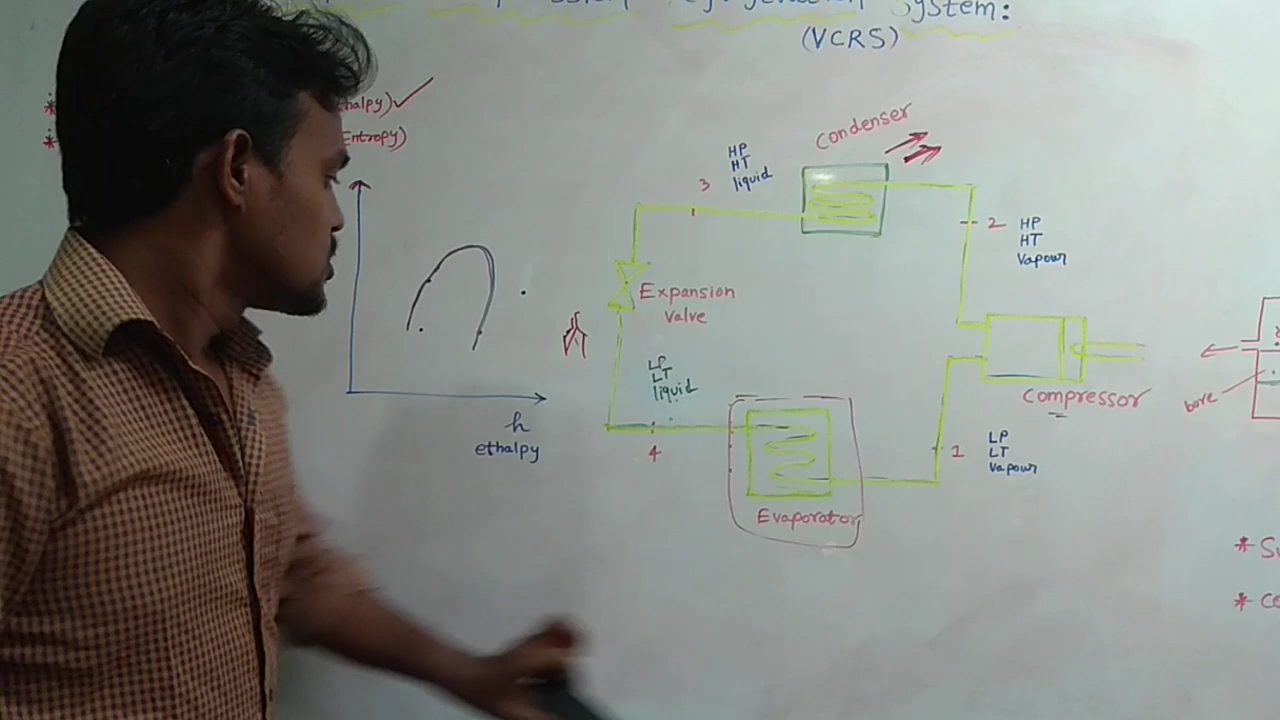 System:
(VCRS)
* halpy) ✓
* Entropy)
h
ethalpy
Condenser
HP
HT
liquid
3
2
HP
HT
Vapour
Expansion
valve
LP
LT
liquid
4
Evaporator
Compressor
1
LP
LT
Vapour
bore
*
*